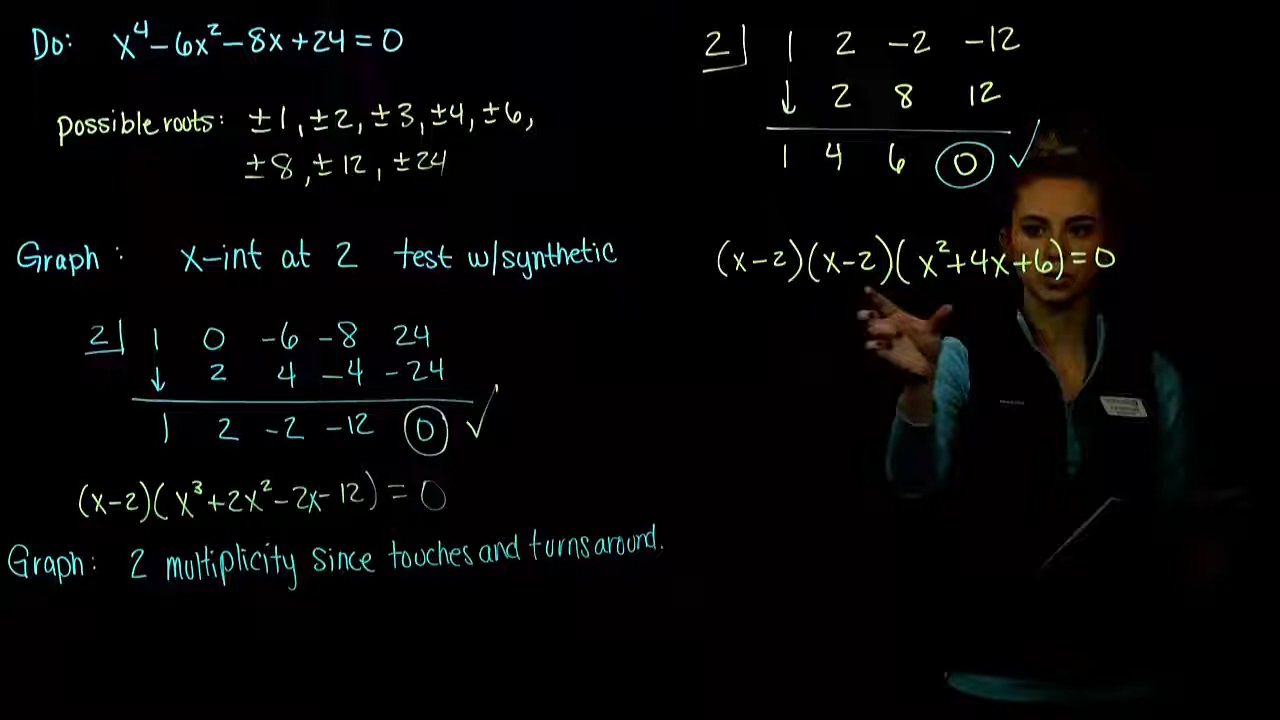 Do: x⁴-6x²-8x+24=0
possible roots: ±1, ±2, ±3, ±4, ±6,
±8, ±12, ±24
Graph: x-int at 2 test w/synthetic
2| 1 0 -6 -8 24
↓ 2 4 -4 -24
1 2 -2 -12 0 ✓
(x-2)(x³+2x²-2x-12)=0
Graph: 2 multiplicity since touches and turns around.
2| 1 2 -2 -12
↓ 2 8 12
1 4 6 0 ✓
(x-2)(x-2)(x²+4x+6)=0